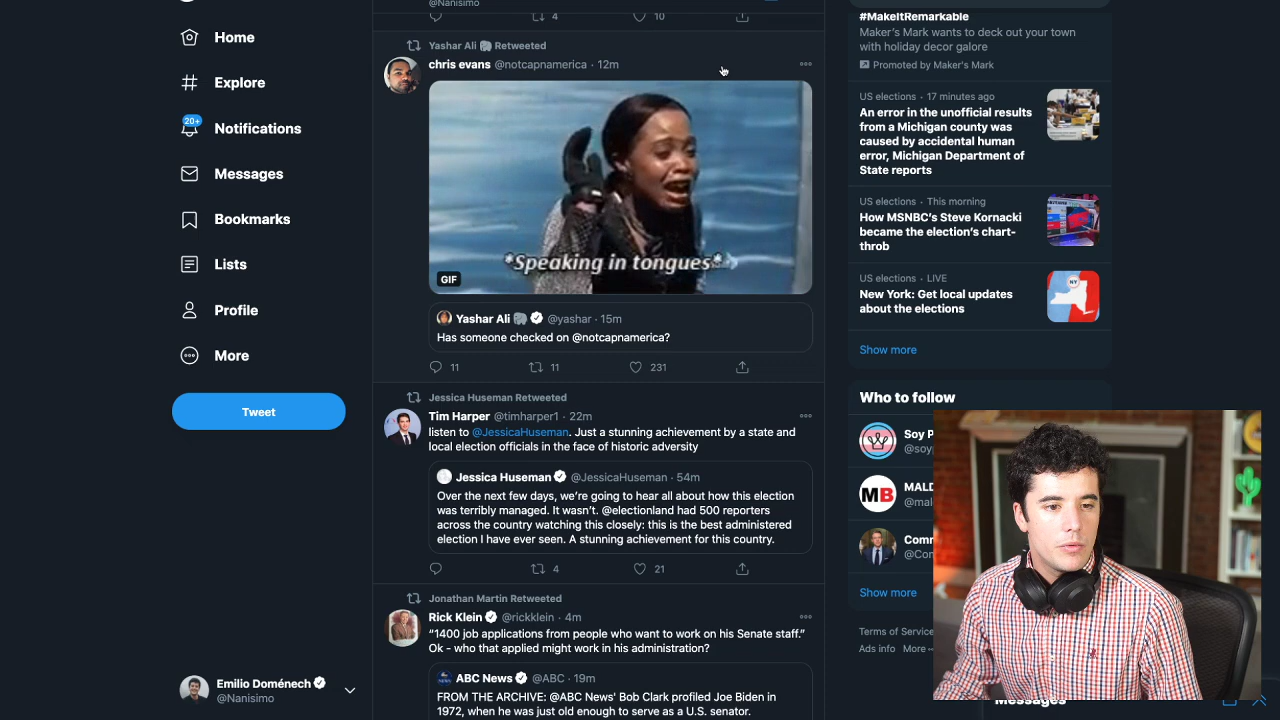 @Nanisimo
4
10
Home
Explore
20+
Notifications
Messages
Bookmarks
Lists
Profile
More
Tweet
Emilio Doménech
@Nanisimo
Yashar Ali Retweeted
chris evans @notcapnamerica · 12m
*Speaking in tongues*
GIF
Yashar Ali @yashar · 15m
Has someone checked on @notcapnamerica?
11
11
231
Jessica Huseman Retweeted
Tim Harper @timharper1 · 22m
listen to @JessicaHuseman. Just a stunning achievement by a state and
local election officials in the face of historic adversity
Jessica Huseman @JessicaHuseman · 54m
Over the next few days, we’re going to hear all about how this election
was terribly managed. It wasn’t. @electionland had 500 reporters
across the country watching this closely: this is the best administered
election I have ever seen. A stunning achievement for this country.
4
21
Jonathan Martin Retweeted
Rick Klein @rickklein · 4m
“1400 job applications from people who want to work on his Senate staff.”
Ok - who that applied might work in his administration?
ABC News @ABC · 19m
FROM THE ARCHIVE: @ABC News' Bob Clark profiled Joe Biden in
1972, when he was just old enough to serve as a U.S. senator.
#MakeItRemarkable
Maker's Mark wants to deck out your town
with holiday decor galore
Promoted by Maker's Mark
US elections · 17 minutes ago
An error in the unofficial results
from a Michigan county was
caused by accidental human
error, Michigan Department of
State reports
US elections · This morning
How MSNBC’s Steve Kornacki
became the election’s chart-
throb
US elections · LIVE
New York: Get local updates
about the elections
NY
Show more
Who to follow
Soy P
@soy
MALD
MB
@mal
Com
@Con
Show more
Terms of Service
Ads info More
Messages